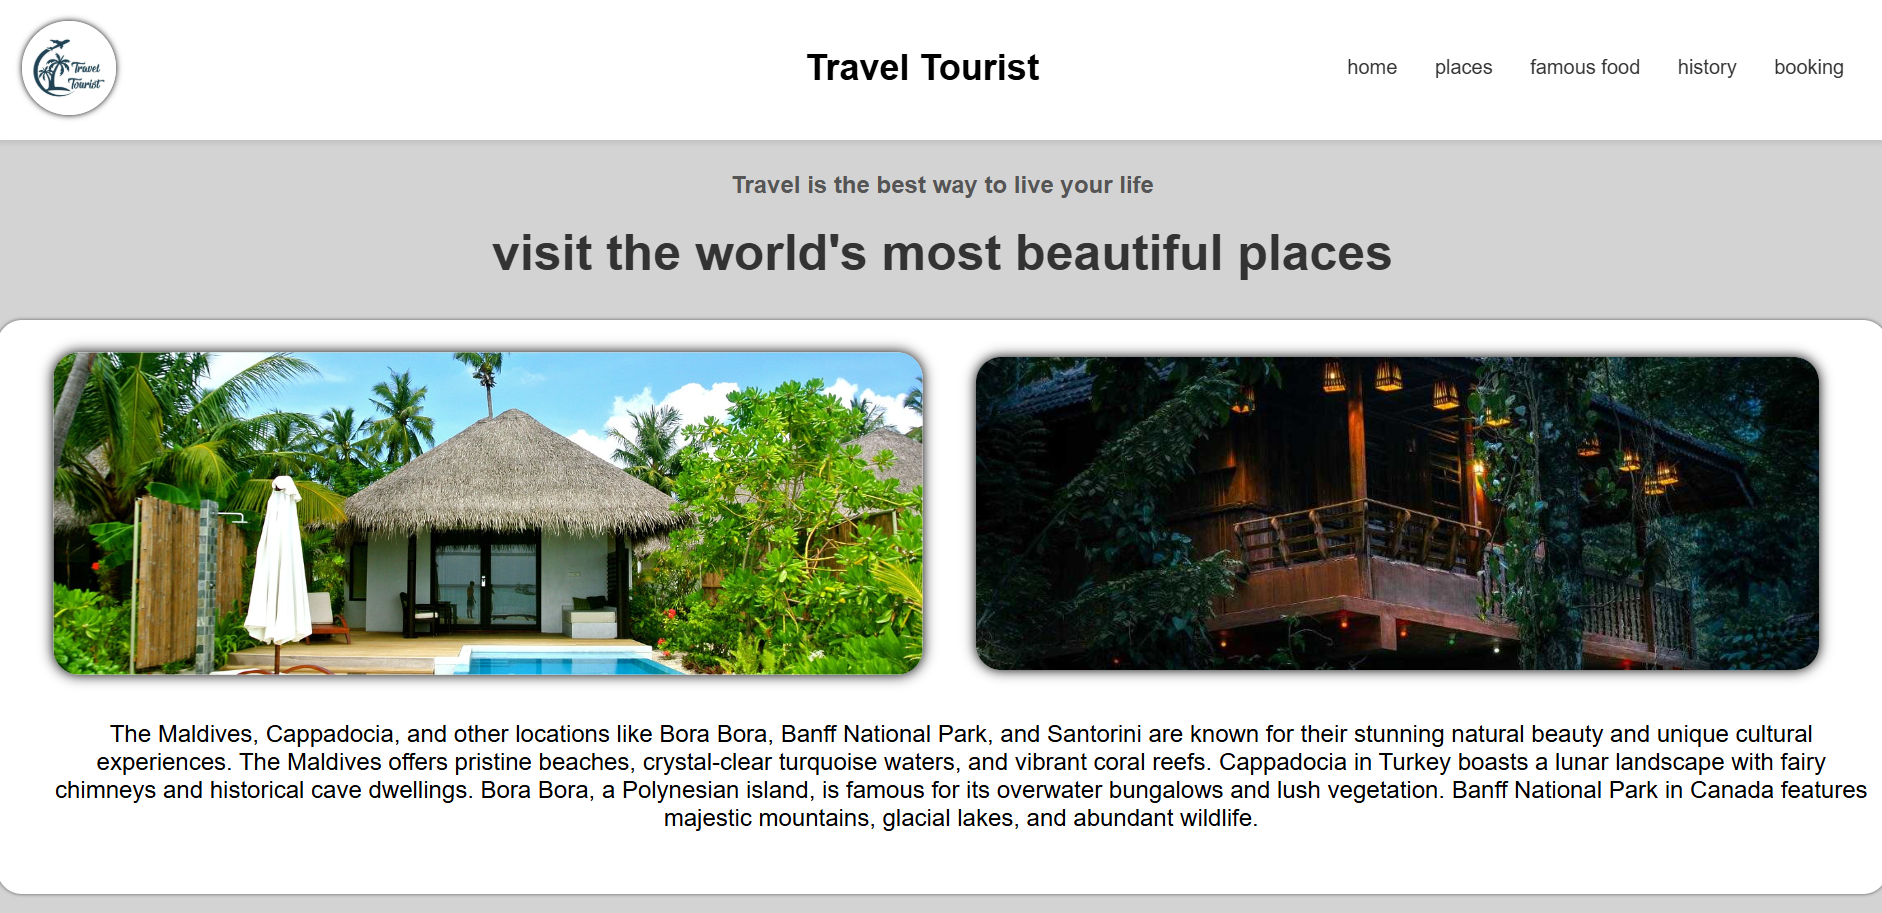 Travel
Tourist
Travel Tourist
home places famous food history booking
Travel is the best way to live your life
visit the world's most beautiful places
The Maldives, Cappadocia, and other locations like Bora Bora, Banff National Park, and Santorini are known for their stunning natural beauty and unique cultural
experiences. The Maldives offers pristine beaches, crystal-clear turquoise waters, and vibrant coral reefs. Cappadocia in Turkey boasts a lunar landscape with fairy
chimneys and historical cave dwellings. Bora Bora, a Polynesian island, is famous for its overwater bungalows and lush vegetation. Banff National Park in Canada features
majestic mountains, glacial lakes, and abundant wildlife.